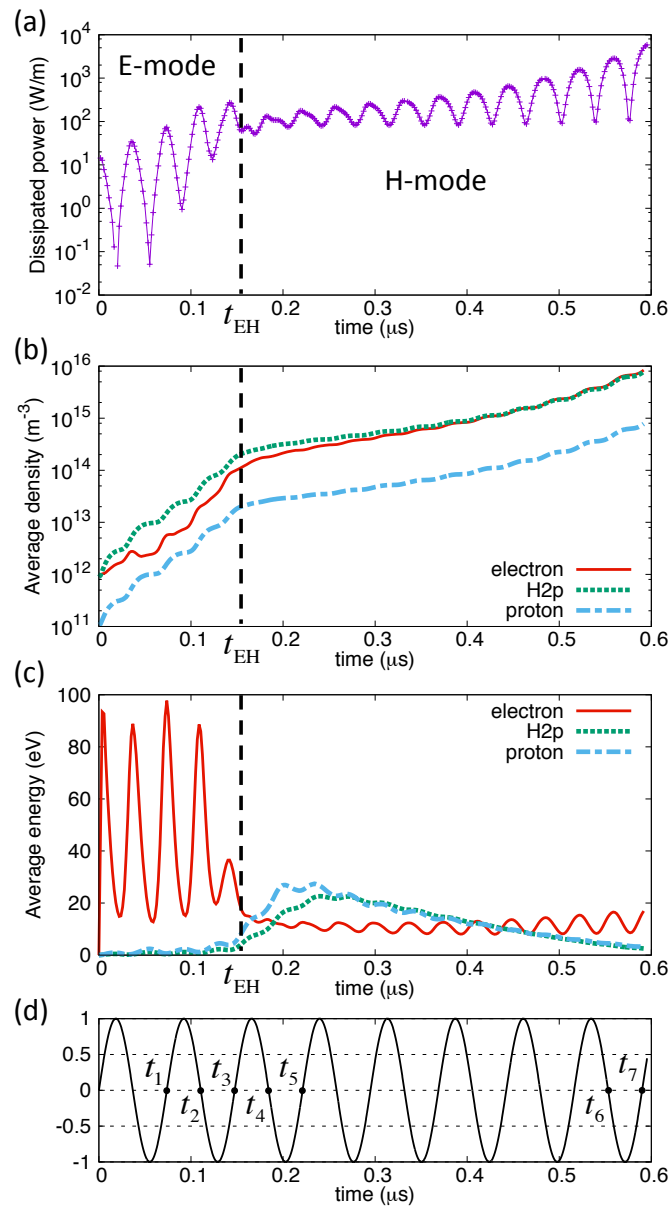 (a)
10^4
10^3
10^2
10^1
10^0
10^-1
10^-2
Dissipated power (W/m)
E-mode
H-mode
0 0.1 0.2 0.3 0.4 0.5 0.6
t_EH
time (μs)
(b)
10^16
10^15
10^14
10^13
10^12
10^11
Average density (m^-3)
electron
H2p
proton
0 0.1 0.2 0.3 0.4 0.5 0.6
t_EH
time (μs)
(c)
100
80
60
40
20
0
Average energy (eV)
electron
H2p
proton
0 0.1 0.2 0.3 0.4 0.5 0.6
t_EH
time (μs)
(d)
1
0.5
0
-0.5
-1
t_1 t_2 t_3 t_4 t_5 t_6 t_7
0 0.1 0.2 0.3 0.4 0.5 0.6
time (μs)